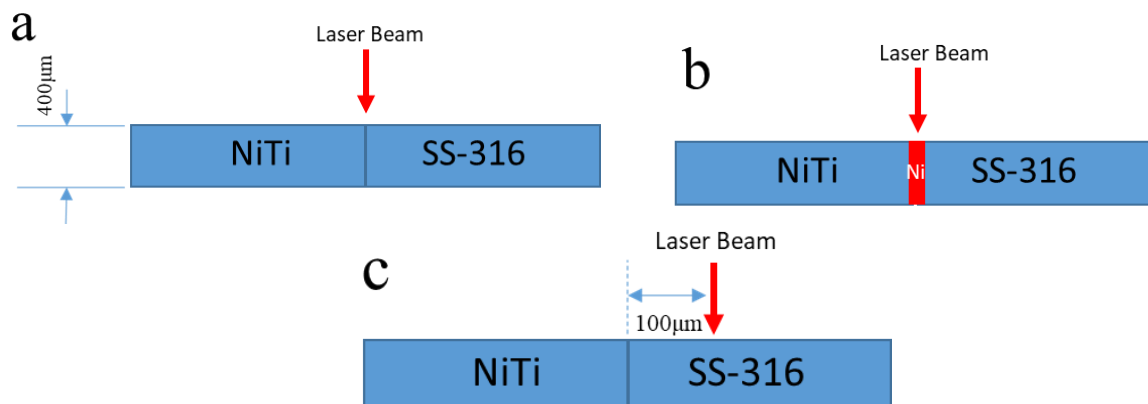 a
Laser Beam
400μm
NiTi
SS-316
b
Laser Beam
NiTi
Ni
SS-316
c
Laser Beam
100μm
NiTi
SS-316